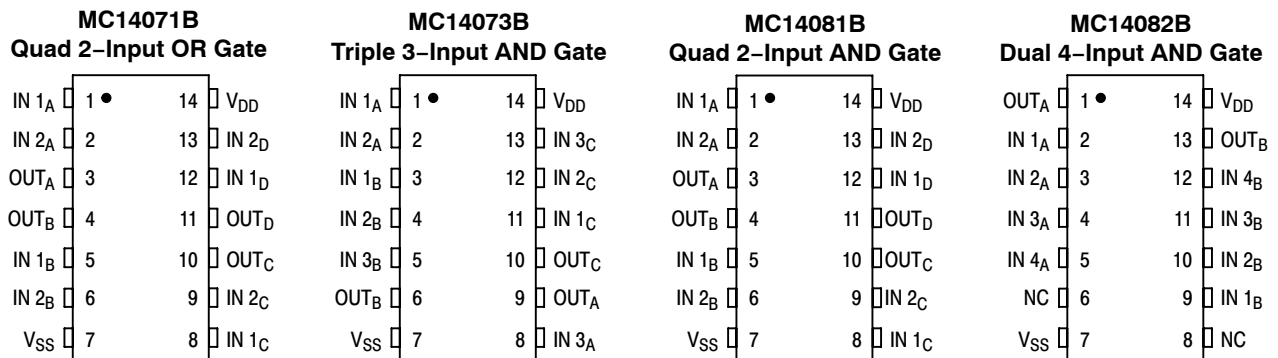 MC14071B
Quad 2–Input OR Gate
IN 1A 1 14 VDD
IN 2A 2 13 IN 2D
OUTA 3 12 IN 1D
OUTB 4 11 OUTD
IN 1B 5 10 OUTC
IN 2B 6 9 IN 2C
VSS 7 8 IN 1C
MC14073B
Triple 3–Input AND Gate
IN 1A 1 14 VDD
IN 2A 2 13 IN 3C
IN 1B 3 12 IN 2C
IN 2B 4 11 IN 1C
IN 3B 5 10 OUTC
OUTB 6 9 OUTA
VSS 7 8 IN 3A
MC14081B
Quad 2–Input AND Gate
IN 1A 1 14 VDD
IN 2A 2 13 IN 2D
OUTA 3 12 IN 1D
OUTB 4 11 OUTD
IN 1B 5 10 OUTC
IN 2B 6 9 IN 2C
VSS 7 8 IN 1C
MC14082B
Dual 4–Input AND Gate
OUTA 1 14 VDD
IN 1A 2 13 OUTB
IN 2A 3 12 IN 4B
IN 3A 4 11 IN 3B
IN 4A 5 10 IN 2B
NC 6 9 IN 1B
VSS 7 8 NC